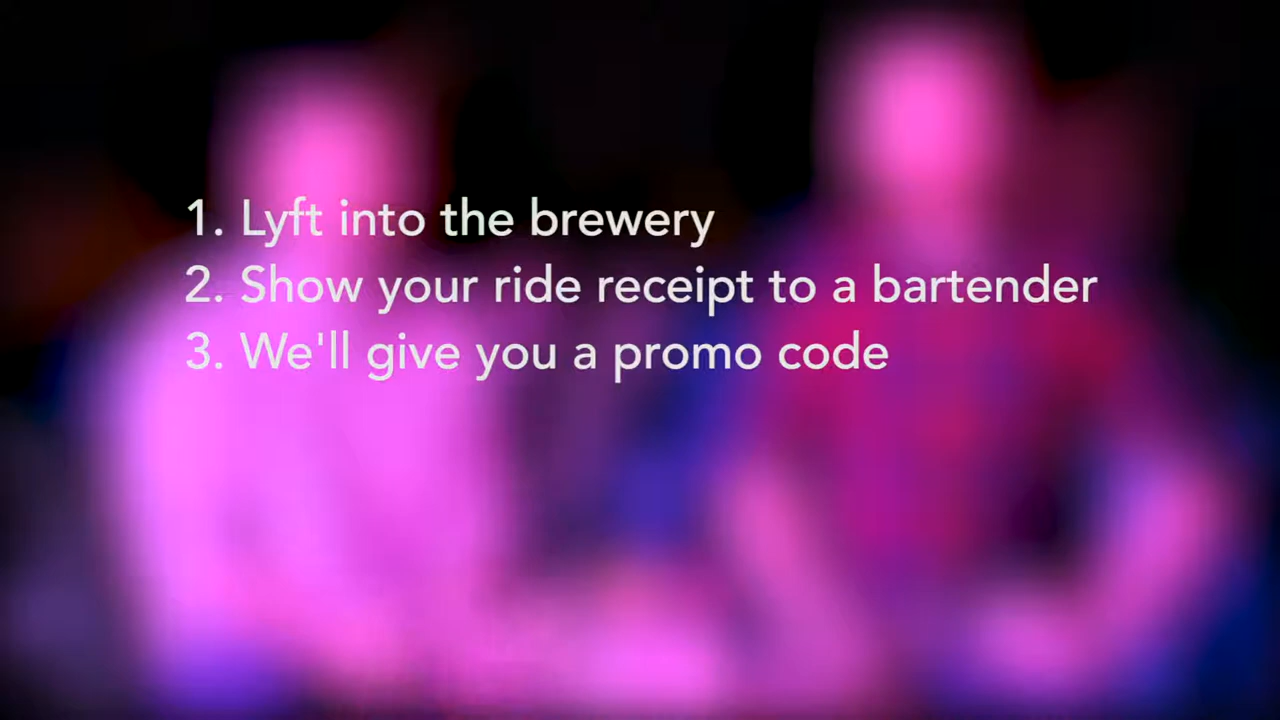 1. Lyft into the brewery
2. Show your ride receipt to a bartender
3. We'll give you a promo code